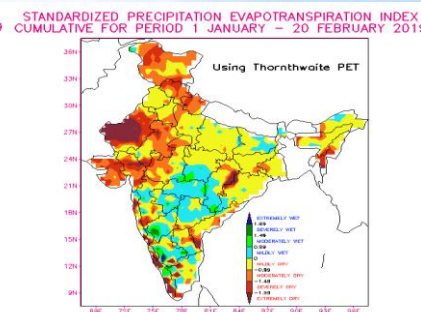 STANDARDIZED PRECIPITATION EVAPOTRANSPIRATION INDEX
CUMULATIVE FOR PERIOD 1 JANUARY - 20 FEBRUARY 2019
Using Thornthwaite PET
36N
33N
30N
27N
24N
21N
18N
15N
12N
9N
EXTREMELY WET
SEVERELY WET
MODERATELY WET
MILDLY WET
0
MILDLY DRY
MODERATELY DRY
SEVERELY DRY
EXTREMELY DRY